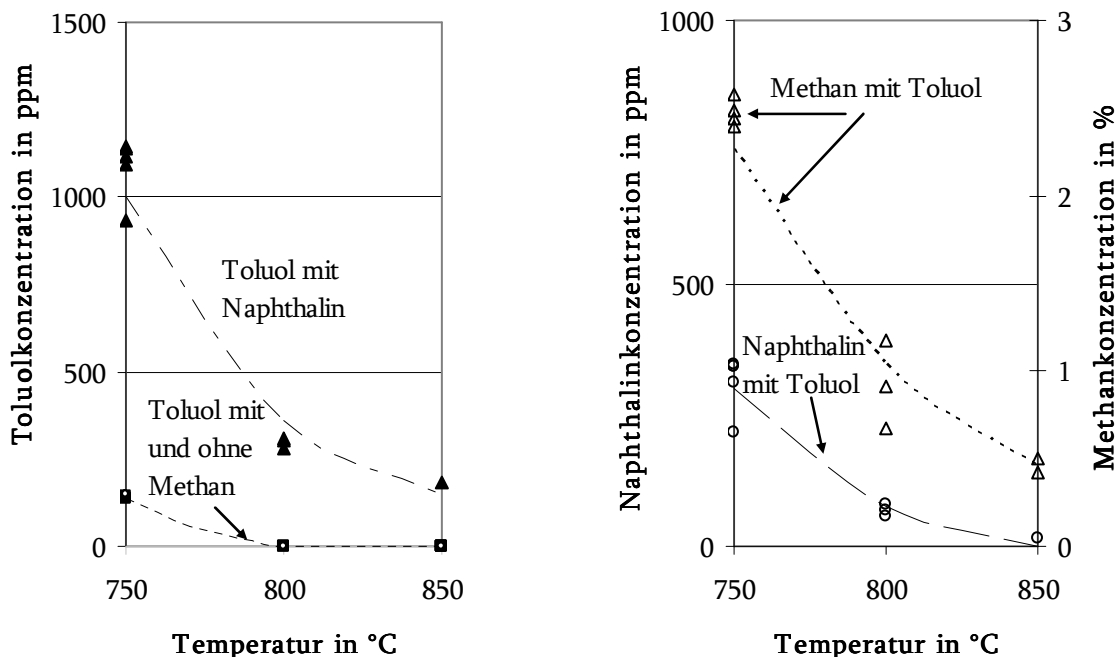 Toluolkonzentration in ppm
1500
1000
500
0
Toluol mit
Naphthalin
Toluol mit
und ohne
Methan
750
800
850
Temperatur in °C
Naphthalinkonzentration in ppm
1000
500
0
Methan mit Toluol
Naphthalin
mit Toluol
3
2
1
0
Methankonzentration in %
750
800
850
Temperatur in °C